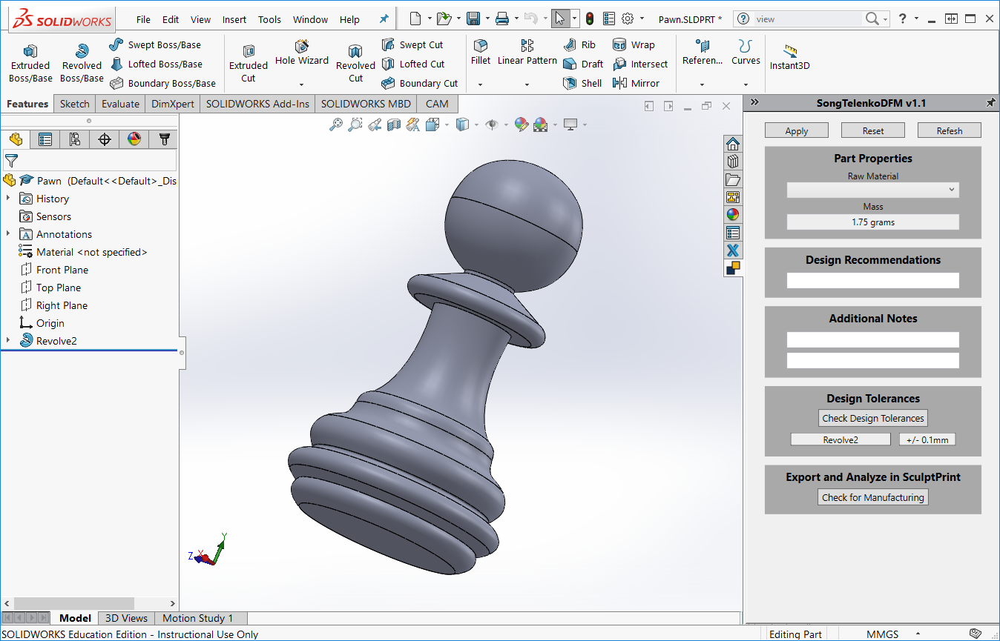 SOLIDWORKS
File Edit View Insert Tools Window Help
Pawn.SLDPRT *
view
?
Extruded Boss/Base
Revolved Boss/Base
Swept Boss/Base
Lofted Boss/Base
Boundary Boss/Base
Extruded Cut
Hole Wizard
Revolved Cut
Swept Cut
Lofted Cut
Boundary Cut
Fillet
Linear Pattern
Rib
Draft
Shell
Wrap
Intersect
Mirror
Referen...
Curves
Instant3D
Features Sketch Evaluate DimXpert SOLIDWORKS Add-Ins SOLIDWORKS MBD CAM
Pawn (Default<<Default>_Dis
History
Sensors
Annotations
Material <not specified>
Front Plane
Top Plane
Right Plane
Origin
Revolve2
Y
X
Z
SongTelenkoDFM v1.1
Apply Reset Refesh
Part Properties
Raw Material
Mass
1.75 grams
Design Recommendations
Additional Notes
Design Tolerances
Check Design Tolerances
Revolve2 +/- 0.1mm
Export and Analyze in SculptPrint
Check for Manufacturing
Model 3D Views Motion Study 1
SOLIDWORKS Education Edition - Instructional Use Only
Editing Part MMGS